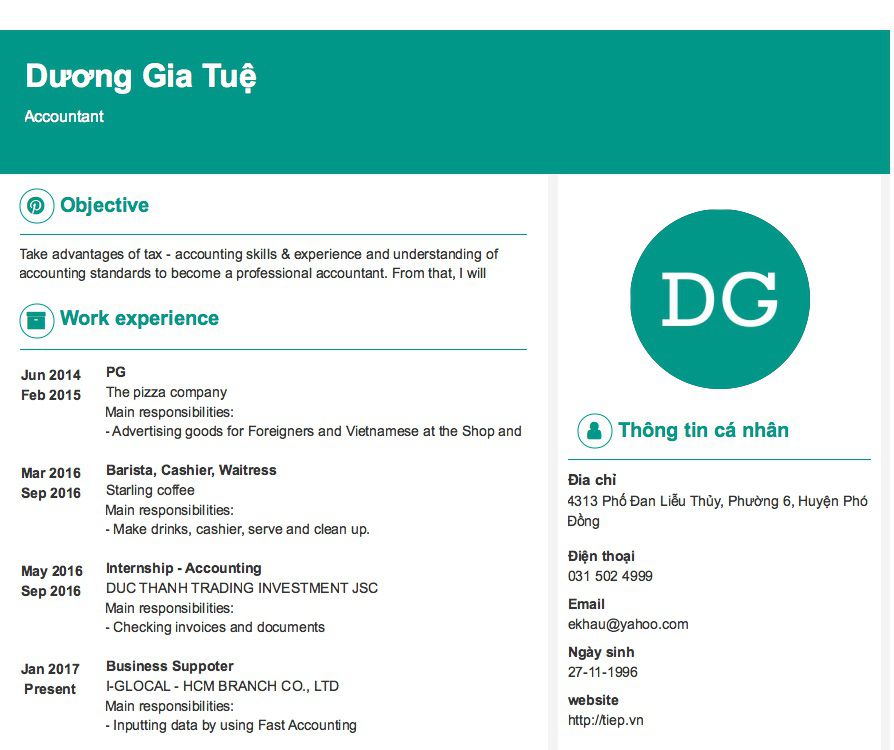 Dương Gia Tuệ
Accountant
Objective
Take advantages of tax - accounting skills & experience and understanding of
accounting standards to become a professional accountant. From that, I will
Work experience
Jun 2014
Feb 2015
PG
The pizza company
Main responsibilities:
- Advertising goods for Foreigners and Vietnamese at the Shop and
Mar 2016
Sep 2016
Barista, Cashier, Waitress
Starling coffee
Main responsibilities:
- Make drinks, cashier, serve and clean up.
May 2016
Sep 2016
Internship - Accounting
DUC THANH TRADING INVESTMENT JSC
Main responsibilities:
- Checking invoices and documents
Jan 2017
Present
Business Suppoter
I-GLOCAL - HCM BRANCH CO., LTD
Main responsibilities:
- Inputting data by using Fast Accounting
DG
Thông tin cá nhân
Đia chỉ
4313 Phố Đan Liễu Thủy, Phường 6, Huyện Phó
Đồng
Điện thoại
031 502 4999
Email
ekhau@yahoo.com
Ngày sinh
27-11-1996
website
http://tiep.vn